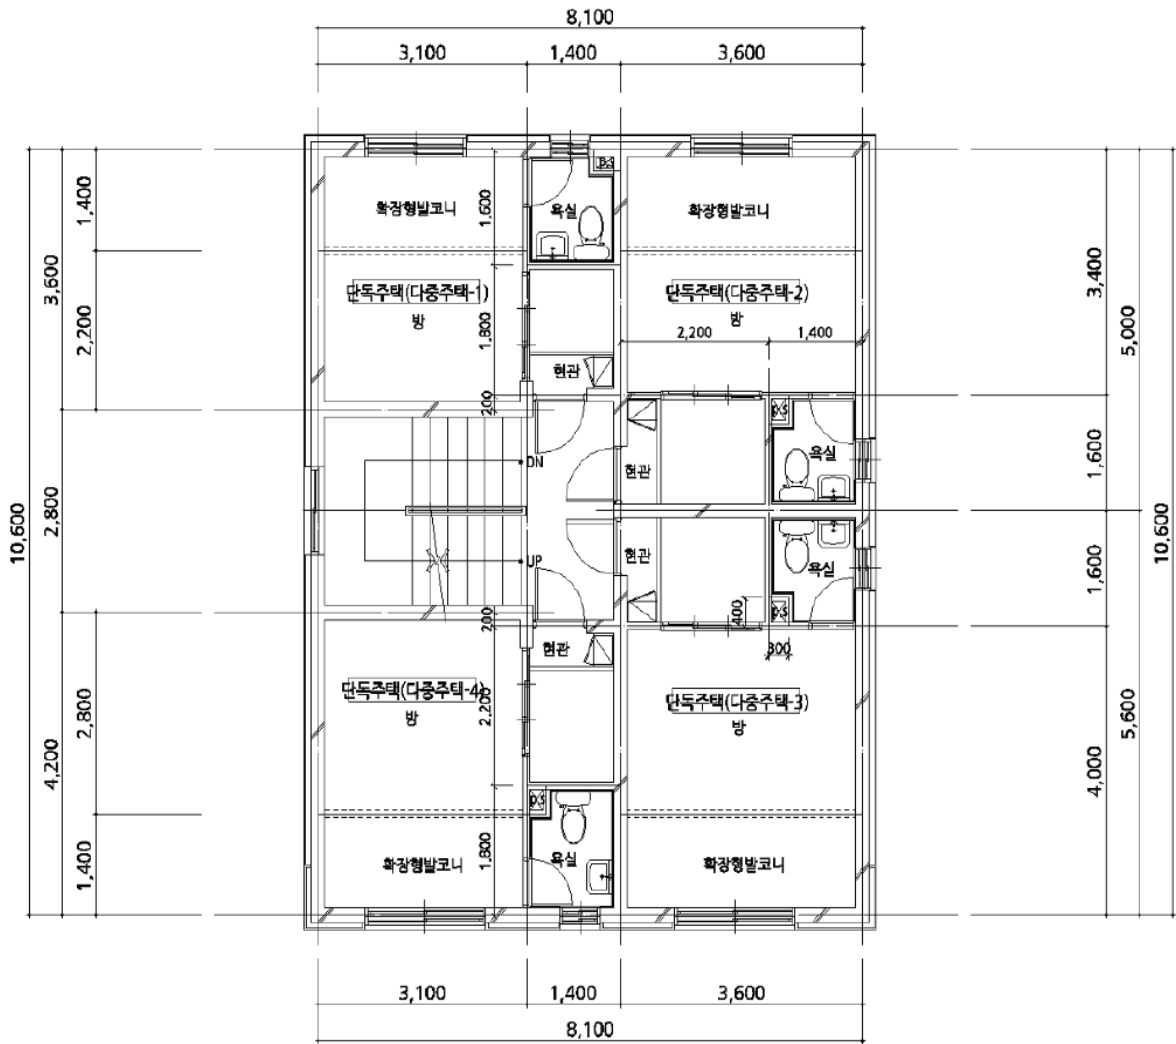 8,100
3,100
1,400
3,600
1,400
2,200
3,600
2,800
10,600
2,800
4,200
1,400
확장형발코니
1,600
P.S
욕실
확장형발코니
단독주택(다중주택-1)
방
1,800
현관
200
단독주택(다중주택-2)
방
2,200
1,400
3,400
5,000
1,600
10,600
1,600
5,600
4,000
DN
현관
P.S
욕실
UP
현관
욕실
P.S
400
300
200
현관
단독주택(다중주택-4)
방
2,200
단독주택(다중주택-3)
방
P.S
확장형발코니
1,800
욕실
확장형발코니
3,100
1,400
3,600
8,100